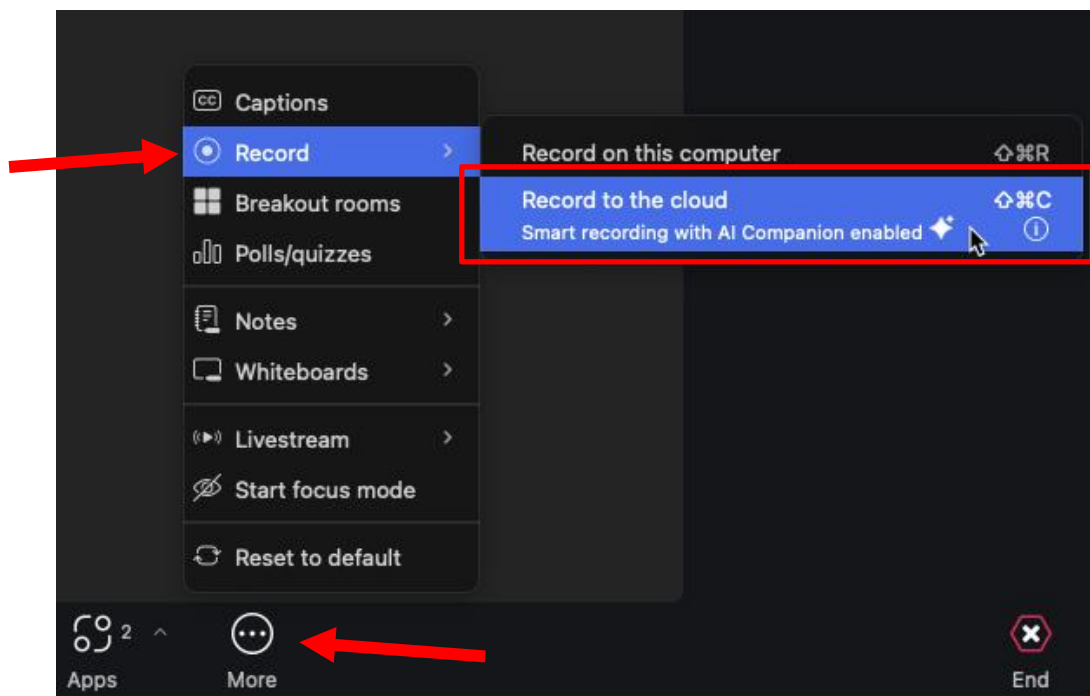 CC Captions
Record
Record on this computer ⇧⌘R
Record to the cloud ⇧⌘C
Smart recording with AI Companion enabled
Breakout rooms
Polls/quizzes
Notes
Whiteboards
Livestream
Start focus mode
Reset to default
2
Apps
More
End